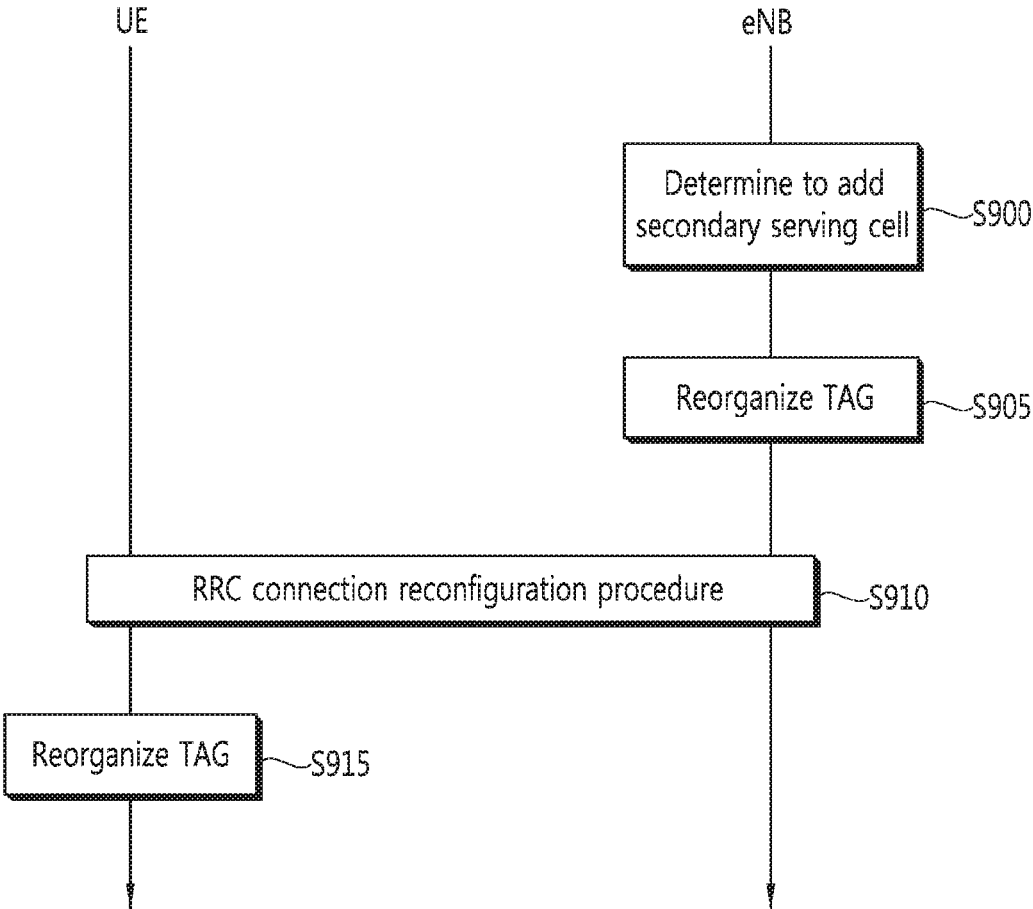 UE
eNB
Determine to add
secondary serving cell
S900
Reorganize TAG
S905
RRC connection reconfiguration procedure
S910
Reorganize TAG
S915